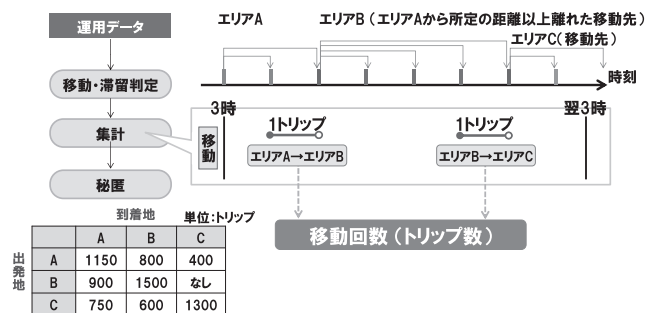 運用データ
移動・滞留判定
集計
秘匿
エリアA
エリアB（エリアAから所定の距離以上離れた移動先）
エリアC（移動先）
時刻
3時
翌3時
移動
1トリップ
エリアA→エリアB
1トリップ
エリアB→エリアC
移動回数（トリップ数）
到着地
単位：トリップ
出発地
A B C
A 1150 800 400
B 900 1500 なし
C 750 600 1300